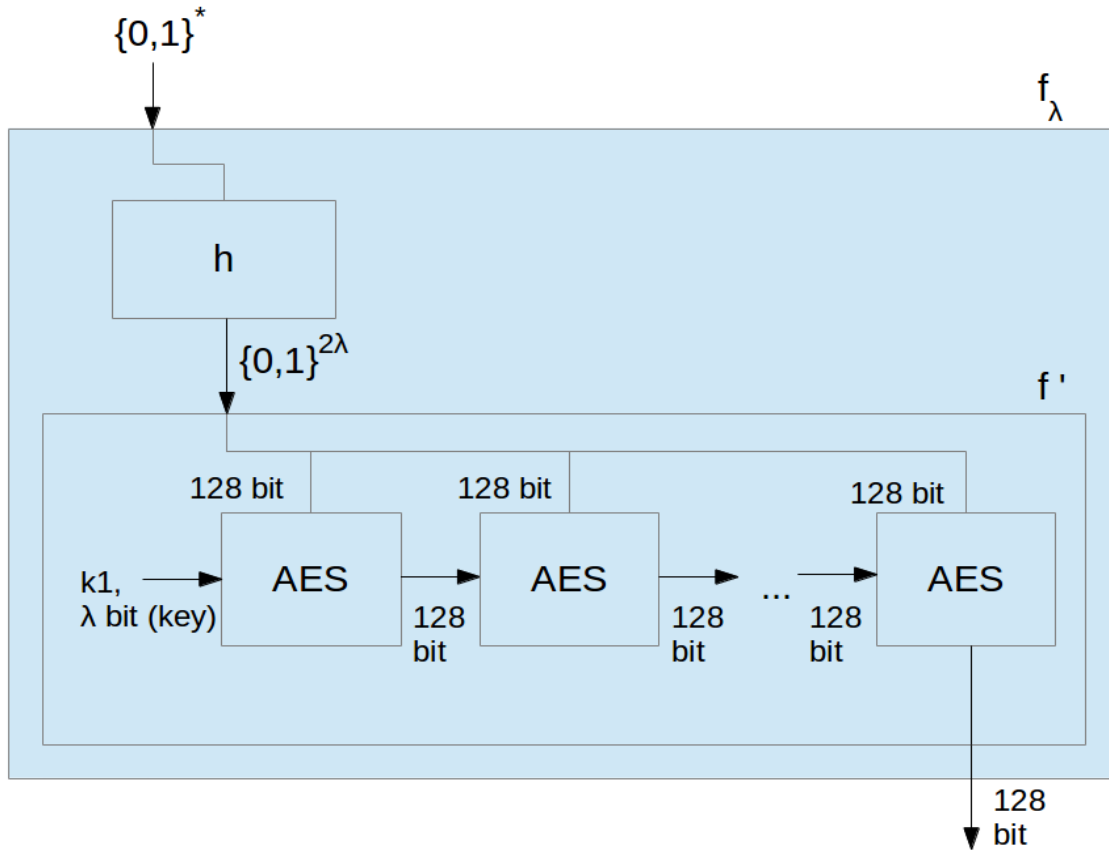 {0,1}*
f_λ
h
{0,1}^2λ
f '
128 bit
128 bit
128 bit
k1,
λ bit (key)
AES
AES
...
AES
128
bit
128
bit
128
bit
128
bit